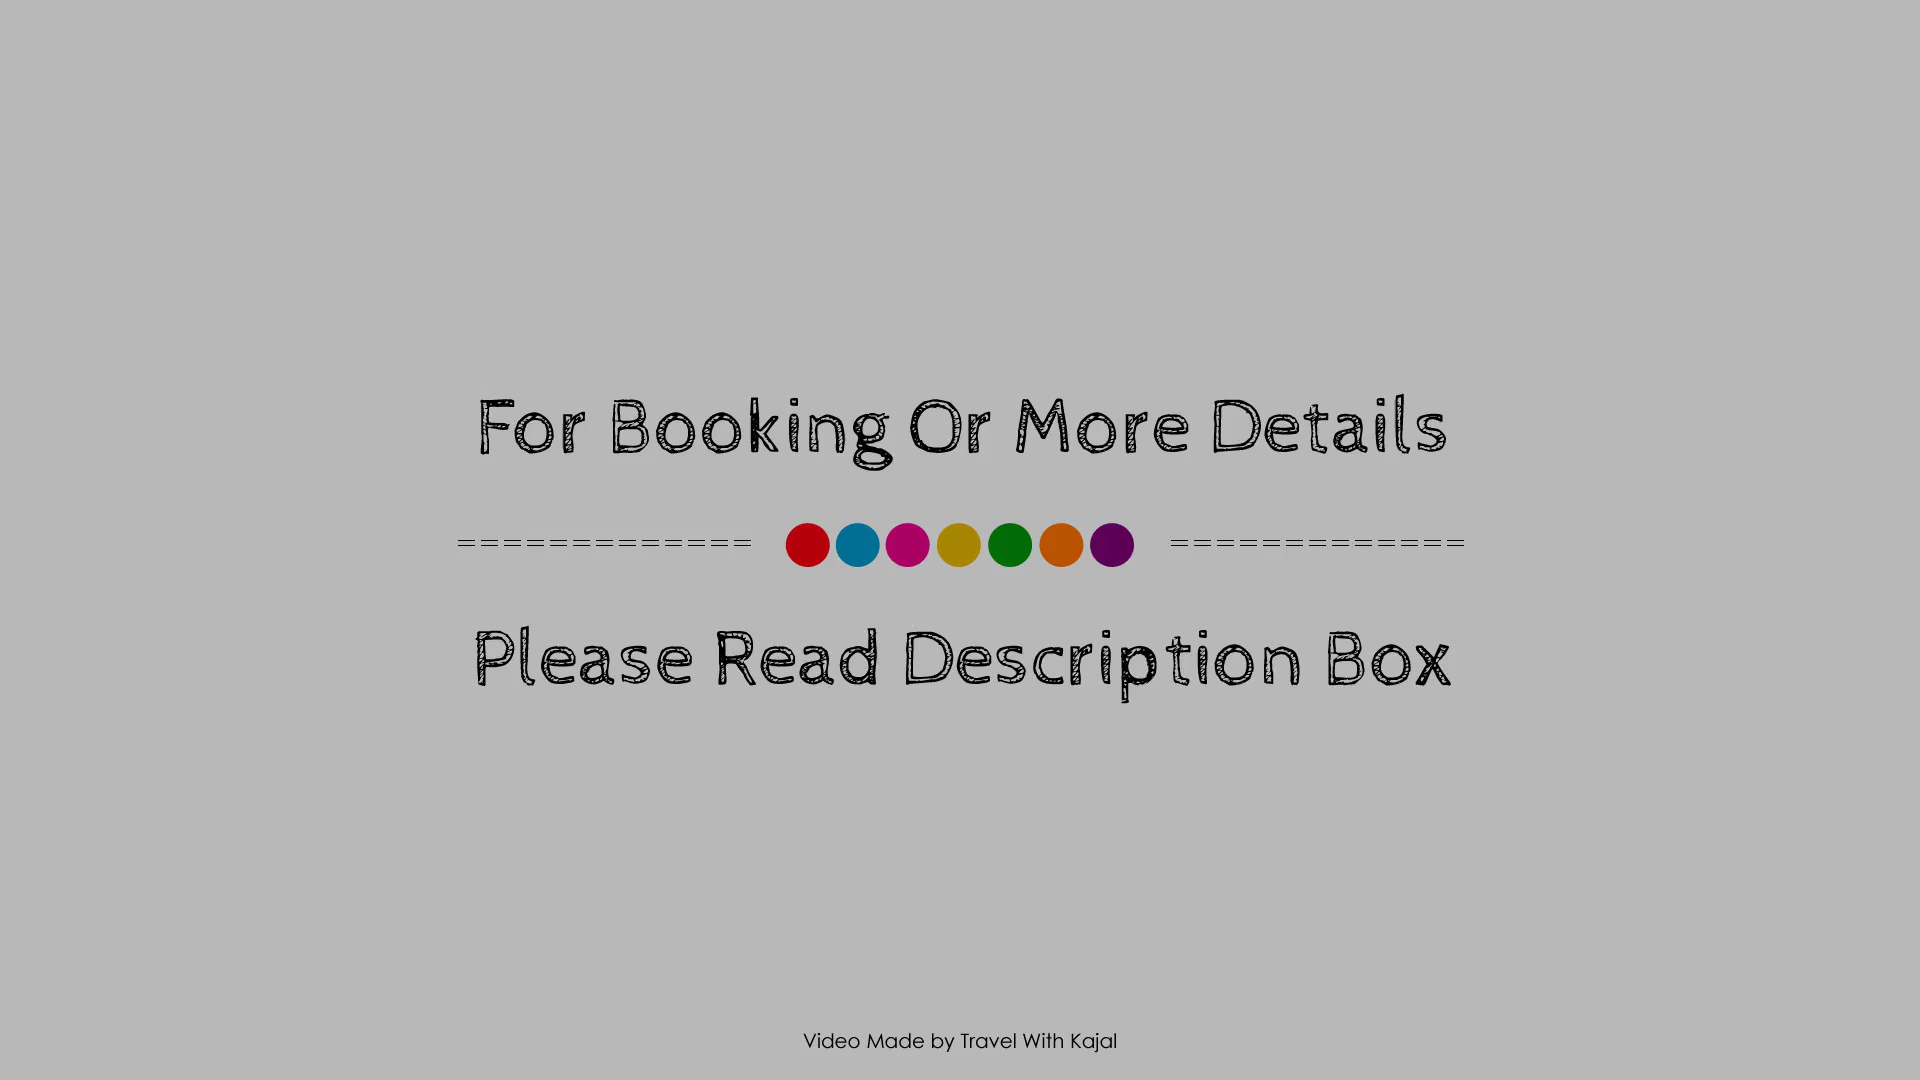 For Booking Or More Details
============= =============
Please Read Description Box
Video Made by Travel With Kajal